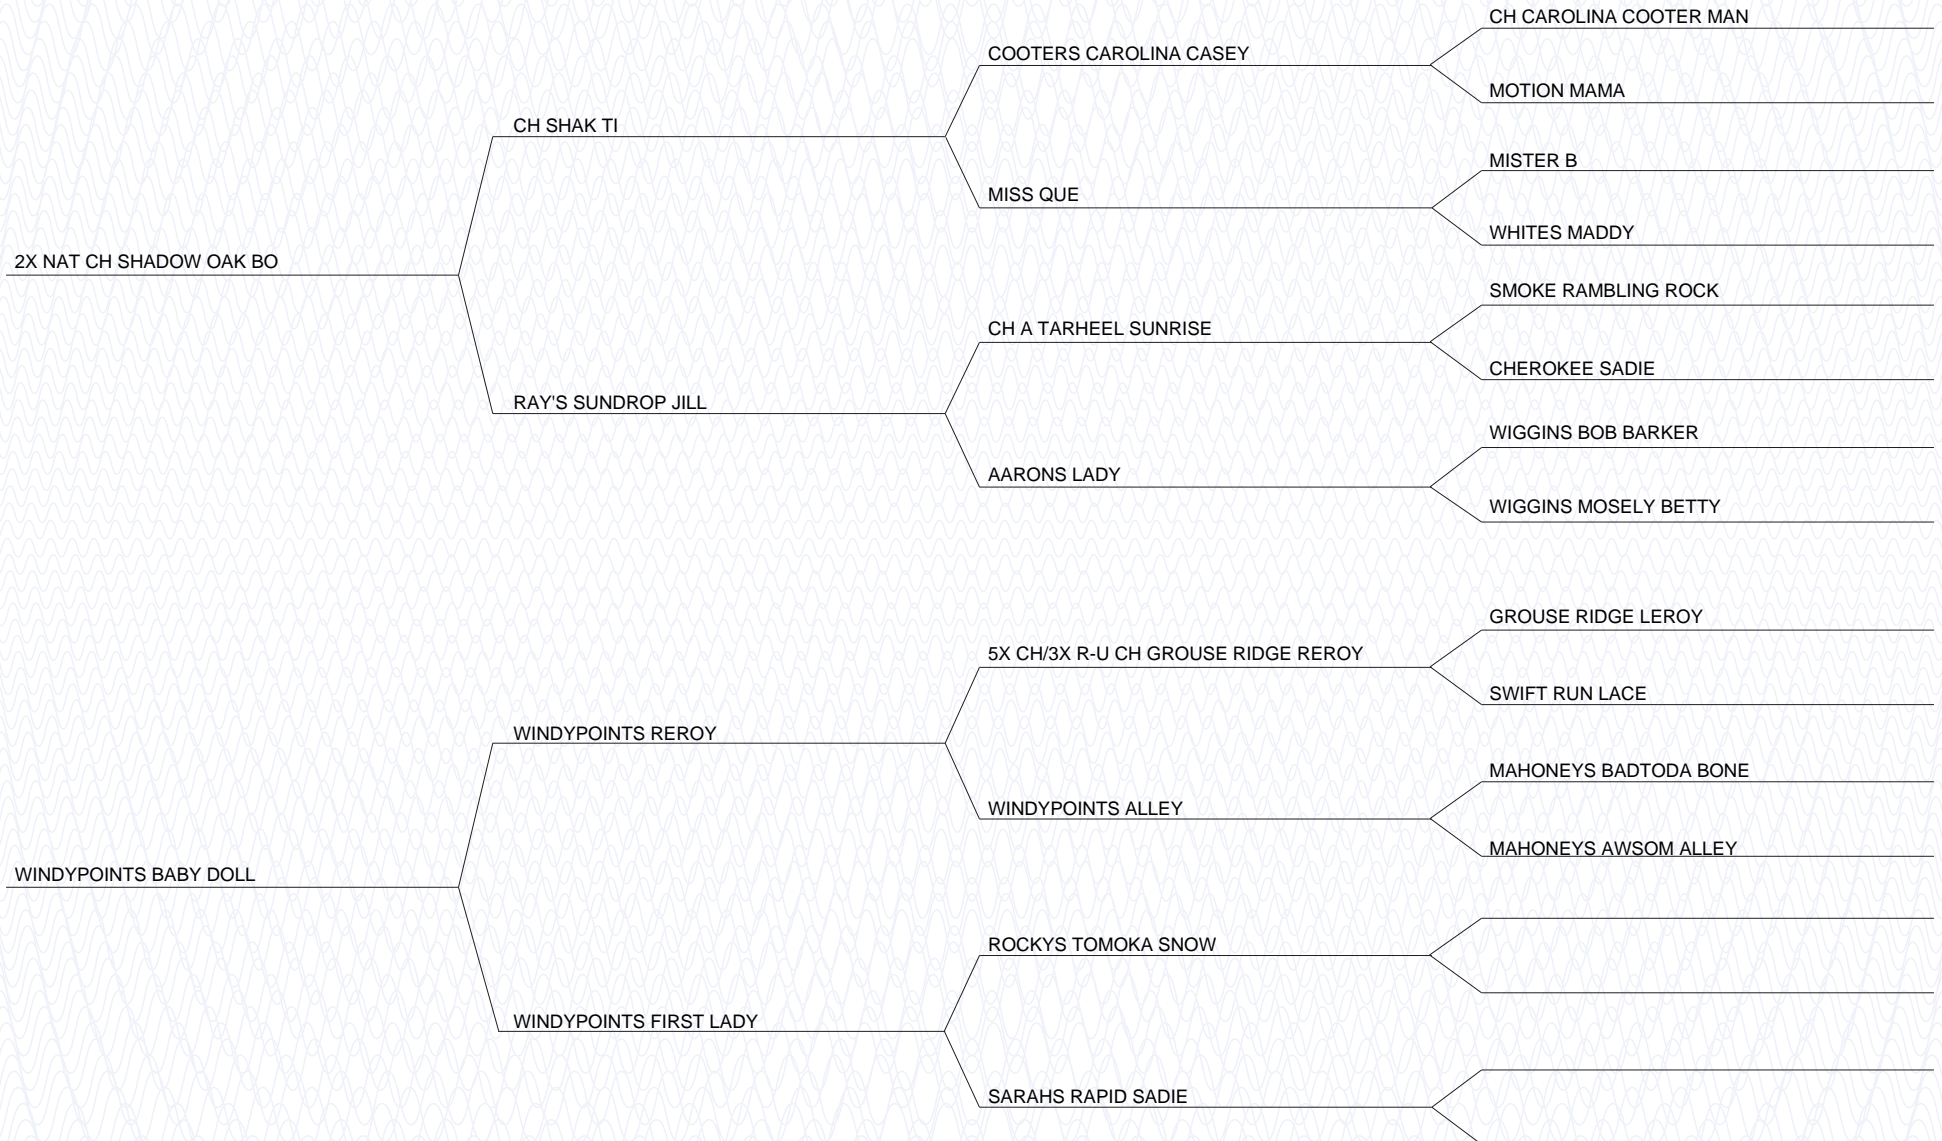 CH CAROLINA COOTER MAN
COOTERS CAROLINA CASEY
MOTION MAMA
CH SHAK TI
MISTER B
MISS QUE
WHITES MADDY
2X NAT CH SHADOW OAK BO
SMOKE RAMBLING ROCK
CH A TARHEEL SUNRISE
CHEROKEE SADIE
RAY'S SUNDROP JILL
WIGGINS BOB BARKER
AARONS LADY
WIGGINS MOSELY BETTY
GROUSE RIDGE LEROY
5X CH/3X R-U CH GROUSE RIDGE REROY
SWIFT RUN LACE
WINDYPOINTS REROY
MAHONEYS BADTODA BONE
WINDYPOINTS ALLEY
MAHONEYS AWSOM ALLEY
WINDYPOINTS BABY DOLL
ROCKYS TOMOKA SNOW
WINDYPOINTS FIRST LADY
SARAHS RAPID SADIE